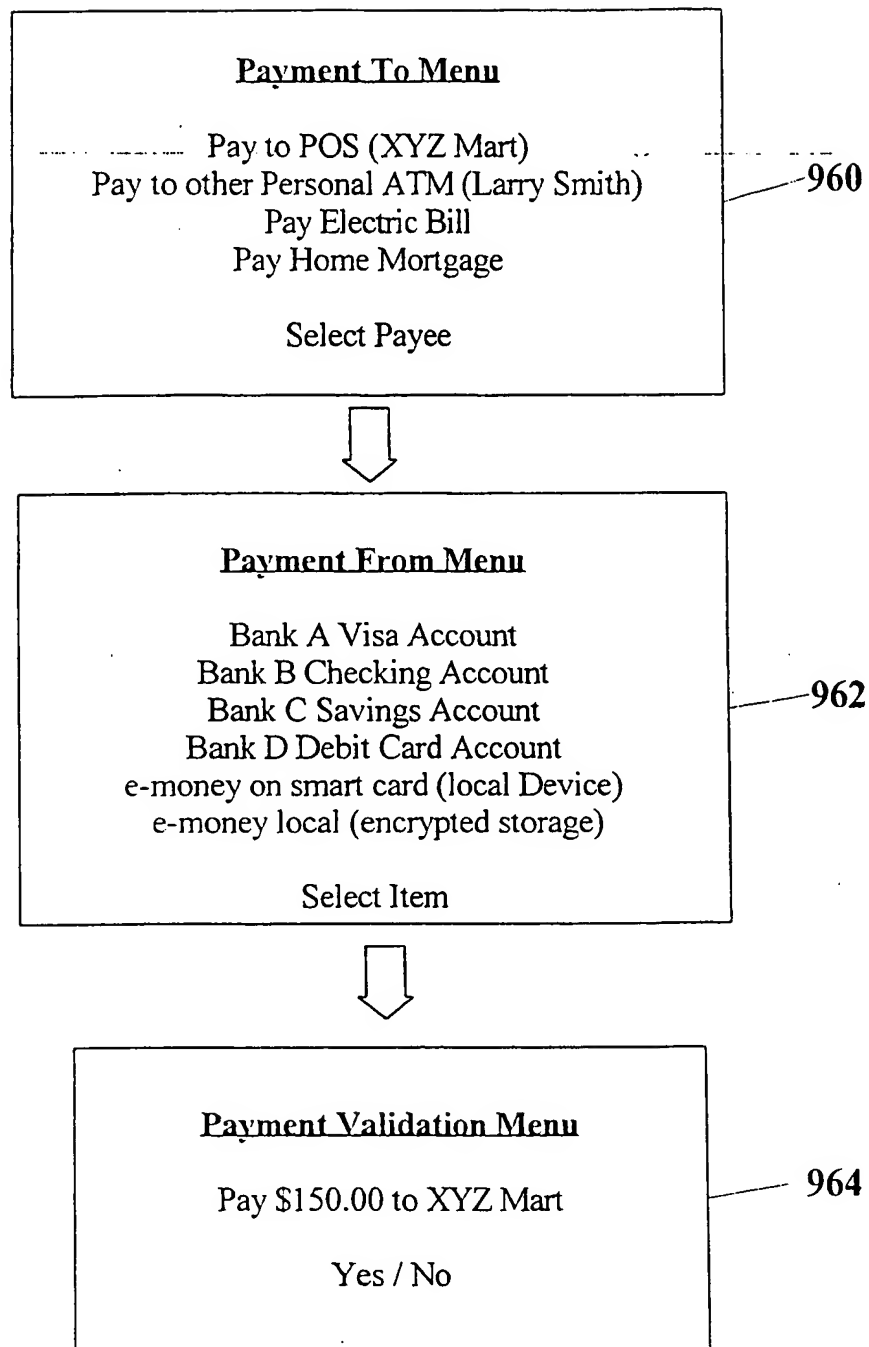 Payment To Menu
Pay to POS (XYZ Mart)
Pay to other Personal ATM (Larry Smith)
Pay Electric Bill
Pay Home Mortgage
Select Payee
960
Payment From Menu
Bank A Visa Account
Bank B Checking Account
Bank C Savings Account
Bank D Debit Card Account
e-money on smart card (local Device)
e-money local (encrypted storage)
Select Item
962
Payment Validation Menu
Pay $150.00 to XYZ Mart
Yes / No
964